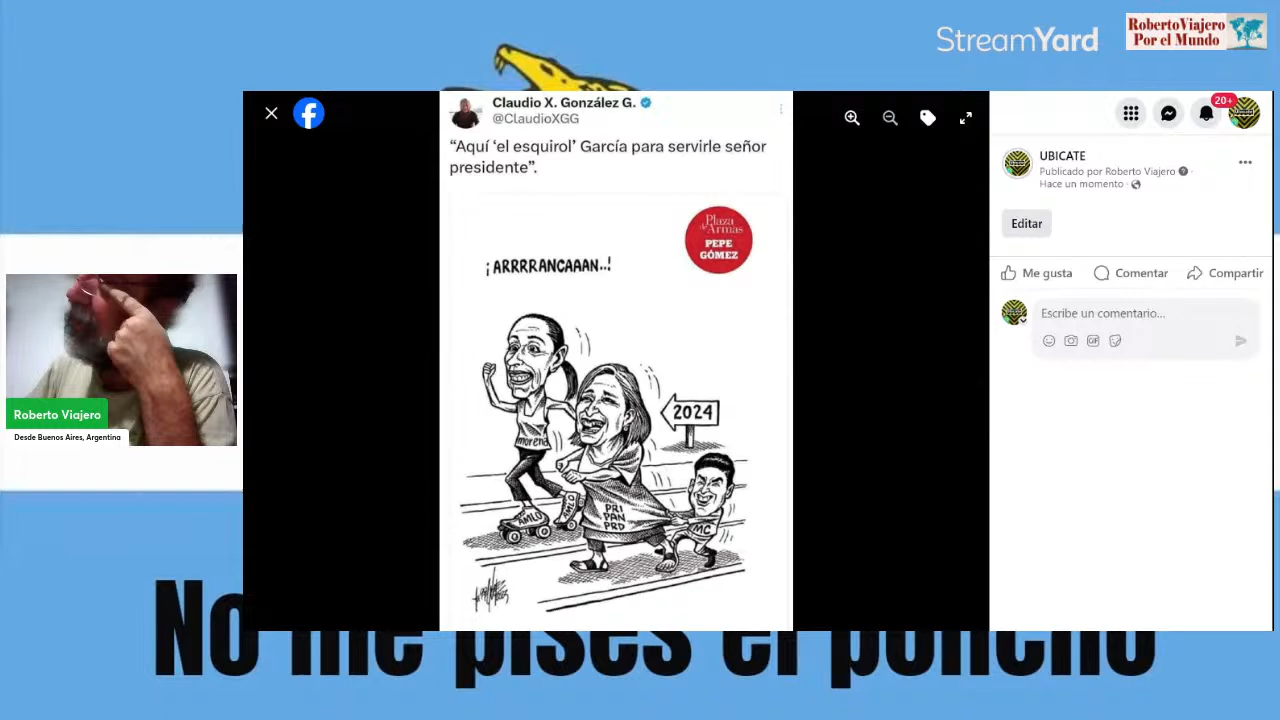 StreamYard
RobertoViajero
Por el Mundo
Claudio X. González G.
@ClaudioXGG
“Aquí ‘el esquirol’ García para servirle señor
presidente”.
Plaza
de Armas
PEPE
GÓMEZ
¡ARRRRANCAAAN..!
2024
morena
AMLO
AMLO
PRI
PAN
PRD
MC
20+
UBICATE
Publicado por Roberto Viajero
Hace un momento
Editar
Me gusta
Comentar
Compartir
Escribe un comentario...
GIF
Roberto Viajero
Desde Buenos Aires, Argentina
No me pises el poncho